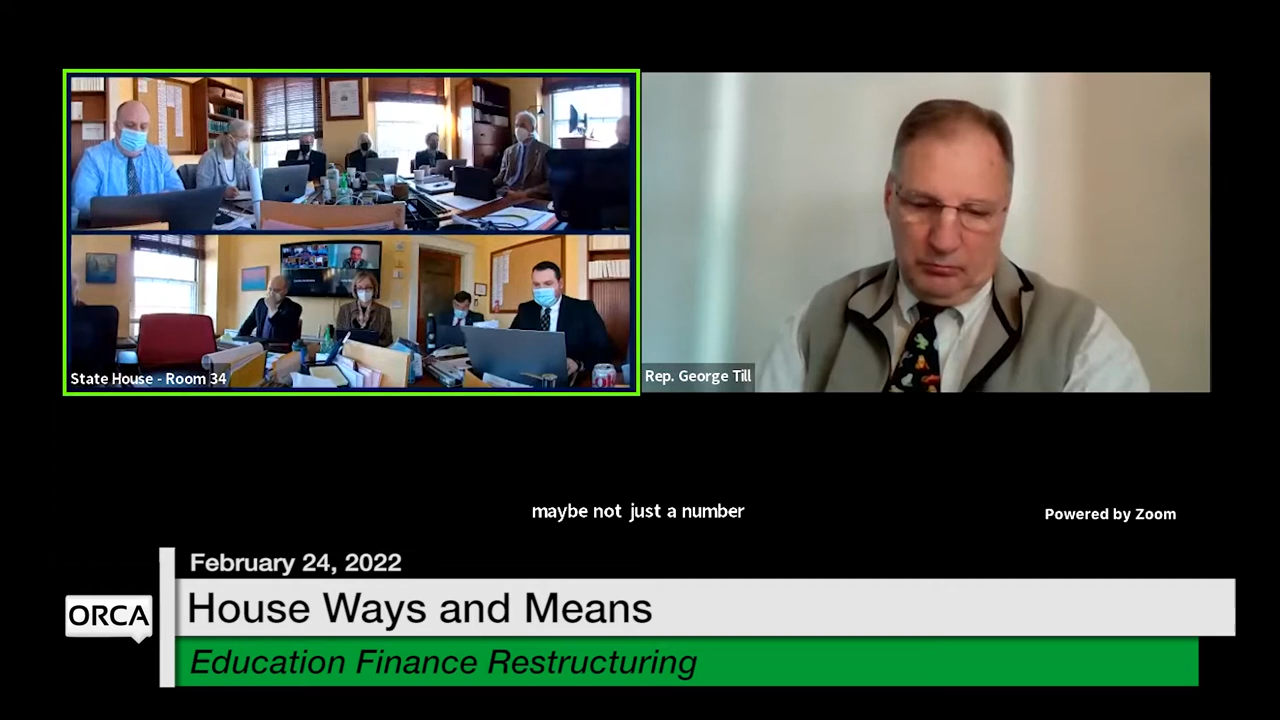 State House - Room 34
Rep. George Till
maybe not just a number
Powered by Zoom
February 24, 2022
ORCA
House Ways and Means
Education Finance Restructuring